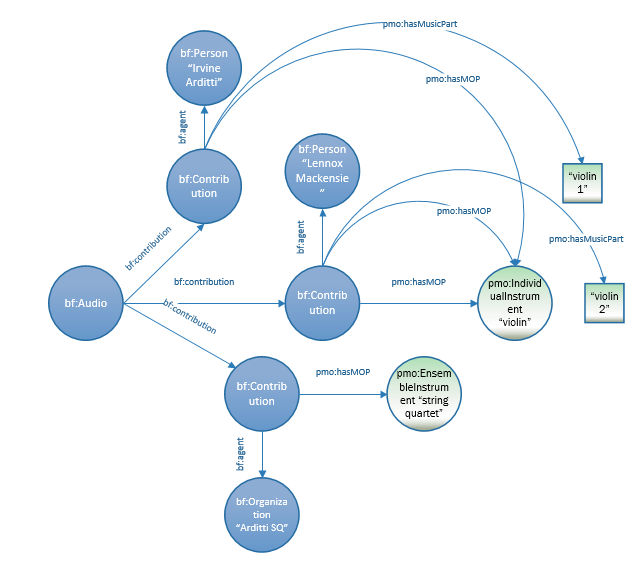 pmo:hasMusicPart
bf:Person
“Irvine
Arditti”
pmo:hasMOP
bf:agent
bf:Person
“Lennox
Mackensie
”
“violin
1”
bf:Contrib
ution
pmo:hasMOP
bf:agent
bf:contribution
pmo:hasMusicPart
bf:contribution
pmo:hasMOP
bf:Audio
bf:Contrib
ution
pmo:Individ
ualInstrum
ent
“violin”
“violin
2”
bf:contribution
pmo:hasMOP
bf:Contrib
ution
pmo:Ensem
bleInstrum
ent “string
quartet”
bf:agent
bf:Organiza
tion
“Arditti SQ”